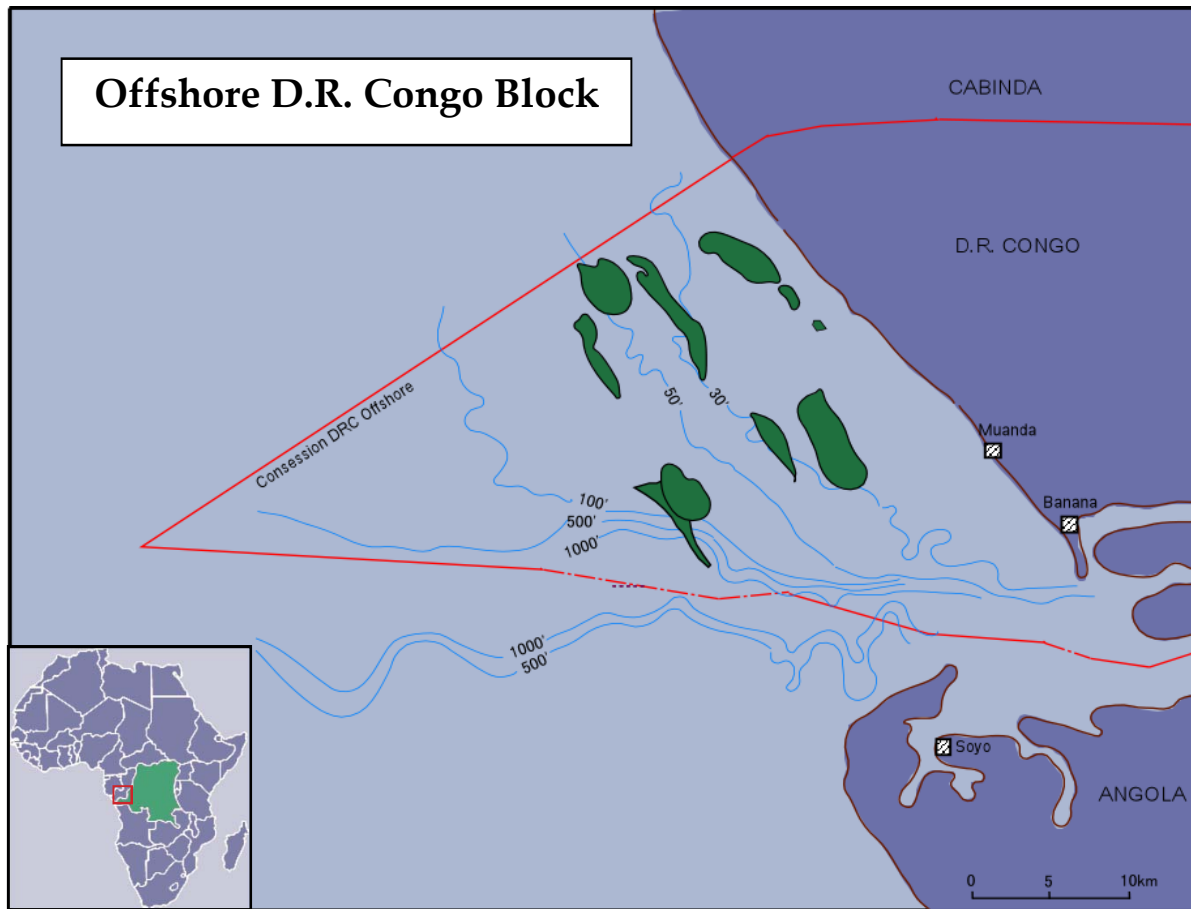 Offshore D.R. Congo Block
CABINDA
D.R. CONGO
Consession DRC Offshore
50'
30'
Muanda
Banana
100'
500'
1000'
1000'
500'
Soyo
ANGOLA
0 5 10km